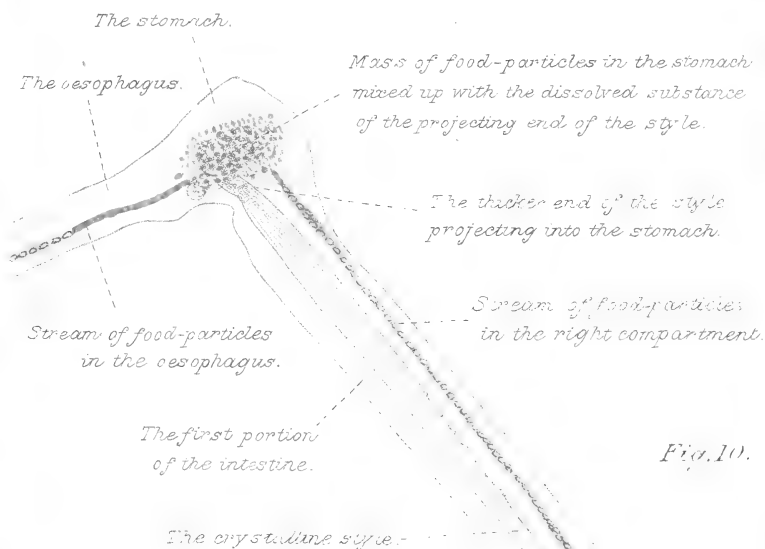 The stomach.
The oesophagus.
Mass of food-particles in the stomach
mixed up with the dissolved substance
of the projecting end of the style.
The thicker end of the style
projecting into the stomach.
Stream of food-particles
in the right compartment.
Stream of food-particles
in the oesophagus.
The first portion
of the intestine.
Fig. 10.
The crystalline style.